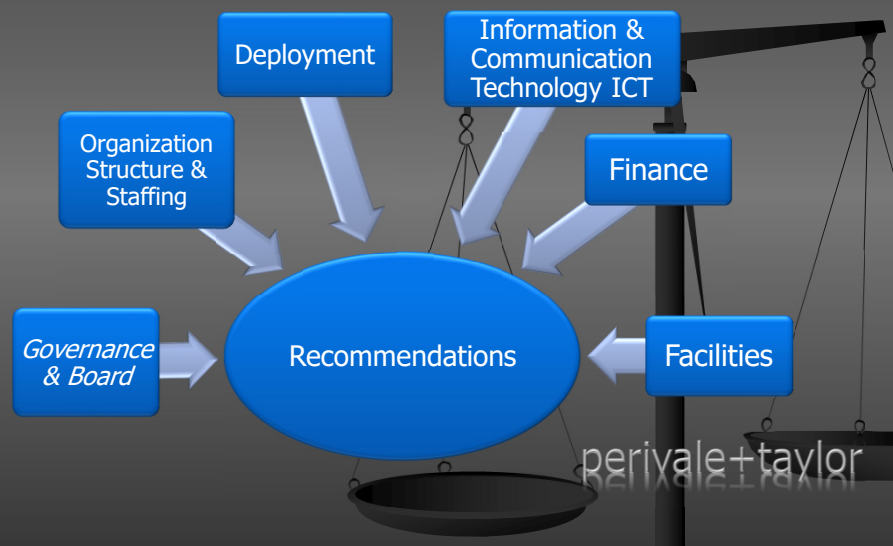 Deployment
Information &
Communication
Technology ICT
Organization
Structure &
Staffing
Finance
Governance
& Board
Recommendations
Facilities
perivale+taylor